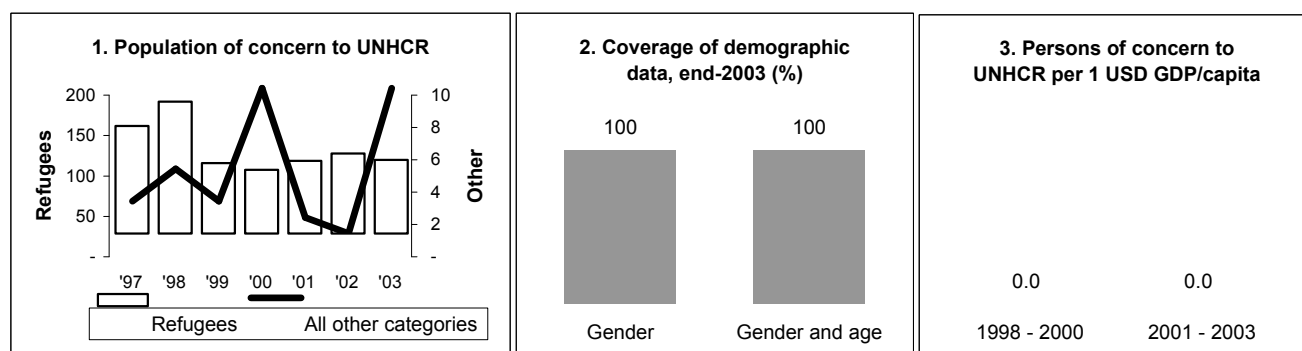 1. Population of concern to UNHCR
Refugees
200
150
100
50
-
10
8
6
4
2
-
Other
'97 '98 '99 '00 '01 '02 '03
Refugees All other categories
2. Coverage of demographic
data, end-2003 (%)
100 100
Gender Gender and age
3. Persons of concern to
UNHCR per 1 USD GDP/capita
0.0 0.0
1998 - 2000 2001 - 2003